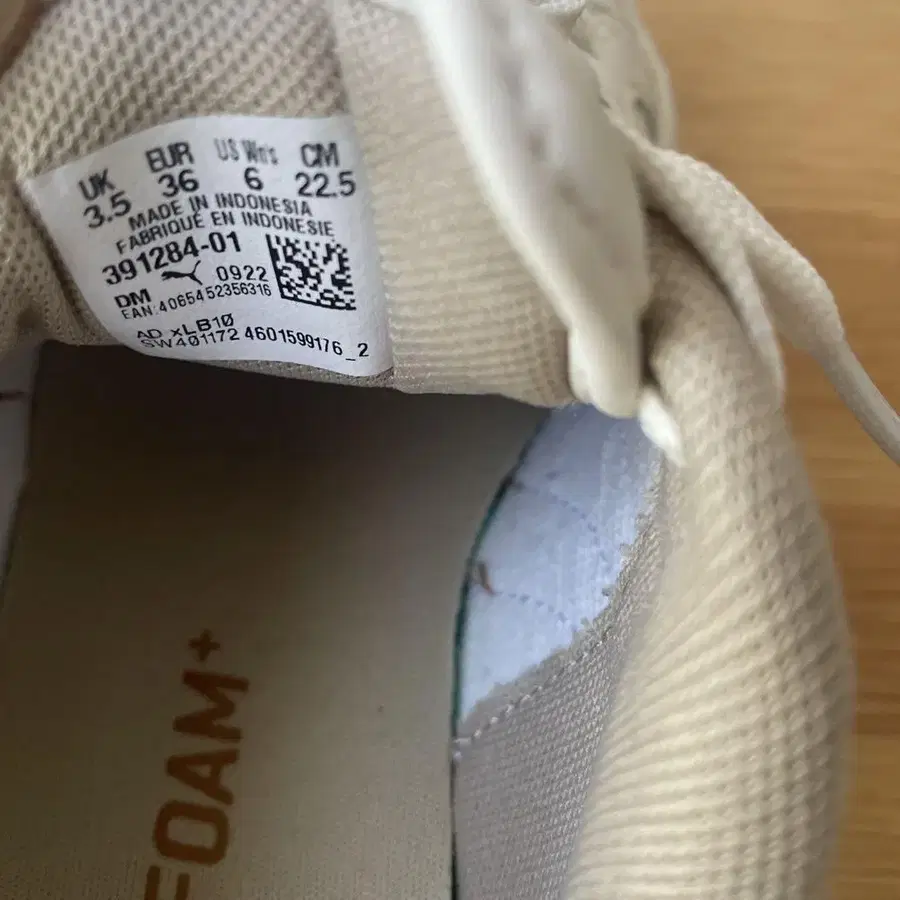 UK EUR US Wn's CM
3.5 36 6 22.5
MADE IN INDONESIA
FABRIQUÉ EN INDONESIE
391284-01
0922
DM
EAN:4065452356316
AD xLB10
SW401172 4601599176_2
FOAM+